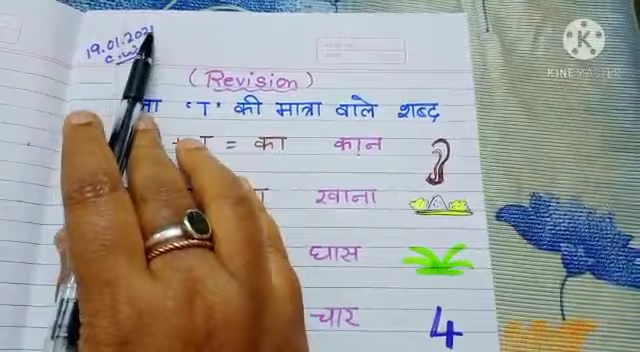 19.01.2021
C.W
KINEMASTER
(Revision)
'ा' की मात्रा वाले शब्द
ा = का कान
खाना
घास
चार 4